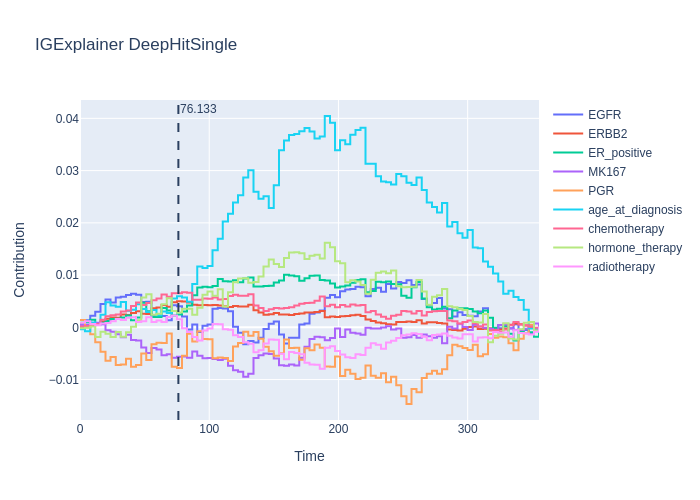 IGExplainer DeepHitSingle
76.133
EGFR
ERBB2
ER_positive
MK167
PGR
age_at_diagnosis
chemotherapy
hormone_therapy
radiotherapy
0.04
0.03
0.02
0.01
0
−0.01
Contribution
0
100
200
300
Time